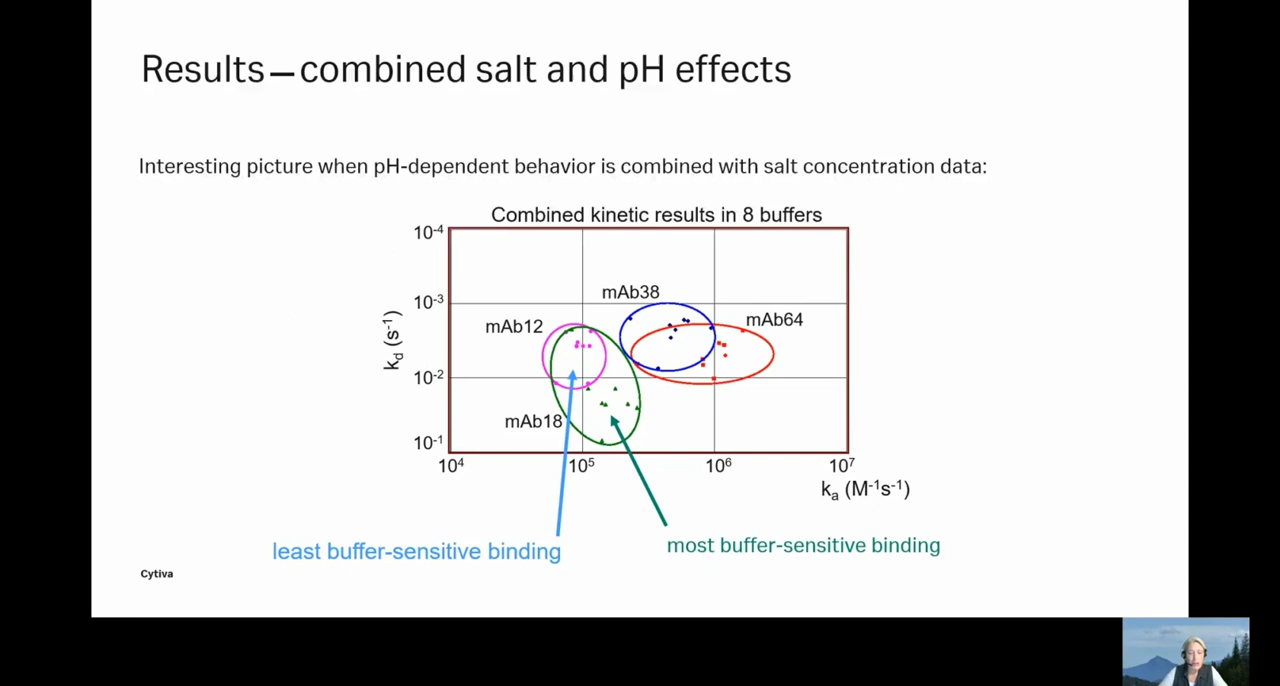 Results—combined salt and pH effects
Interesting picture when pH-dependent behavior is combined with salt concentration data:
Combined kinetic results in 8 buffers
10⁻⁴
10⁻³
10⁻²
10⁻¹
k_d (s⁻¹)
mAb38
mAb12
mAb64
mAb18
10⁴
10⁵
10⁶
10⁷
kₐ (M⁻¹s⁻¹)
least buffer-sensitive binding
most buffer-sensitive binding
Cytiva